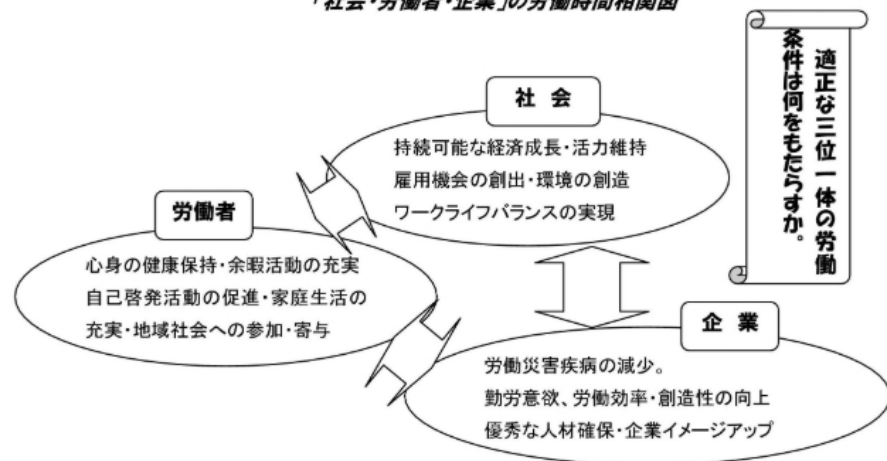 「社会・労働者・企業」の労働時間相関図
適正な三位一体の労働
条件は何をもたらすか。
社 会
持続可能な経済成長・活力維持
雇用機会の創出・環境の創造
ワークライフバランスの実現
労働者
心身の健康保持・余暇活動の充実
自己啓発活動の促進・家庭生活の
充実・地域社会への参加・寄与
企 業
労働災害疾病の減少。
勤労意欲、労働効率・創造性の向上
優秀な人材確保・企業イメージアップ